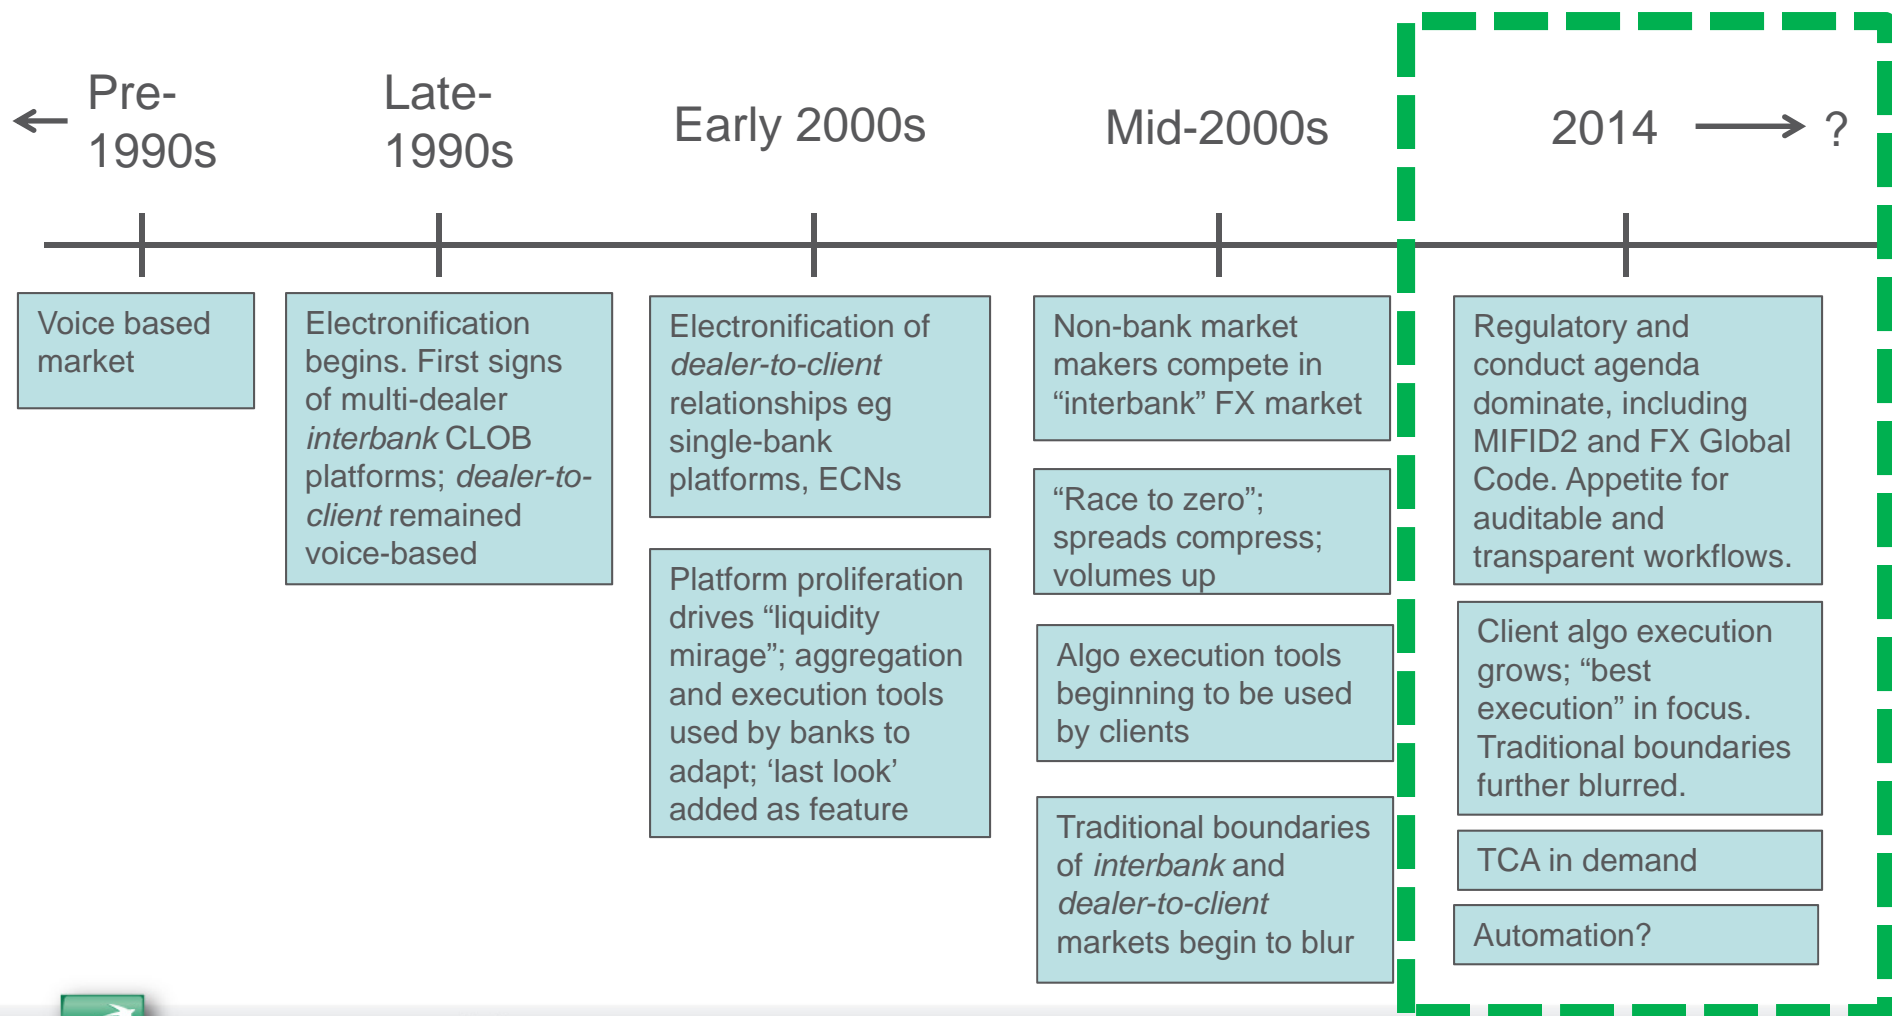 Pre-
1990s
Late-
1990s
Early 2000s
Mid-2000s
2014
?
Voice based
market
Electronification
begins. First signs
of multi-dealer
interbank CLOB
platforms; dealer-to-
client remained
voice-based
Electronification of
dealer-to-client
relationships eg
single-bank
platforms, ECNs
Platform proliferation
drives “liquidity
mirage”; aggregation
and execution tools
used by banks to
adapt; ‘last look’
added as feature
Non-bank market
makers compete in
“interbank” FX market
“Race to zero”;
spreads compress;
volumes up
Algo execution tools
beginning to be used
by clients
Traditional boundaries
of interbank and
dealer-to-client
markets begin to blur
Regulatory and
conduct agenda
dominate, including
MIFID2 and FX Global
Code. Appetite for
auditable and
transparent workflows.
Client algo execution
grows; “best
execution” in focus.
Traditional boundaries
further blurred.
TCA in demand
Automation?